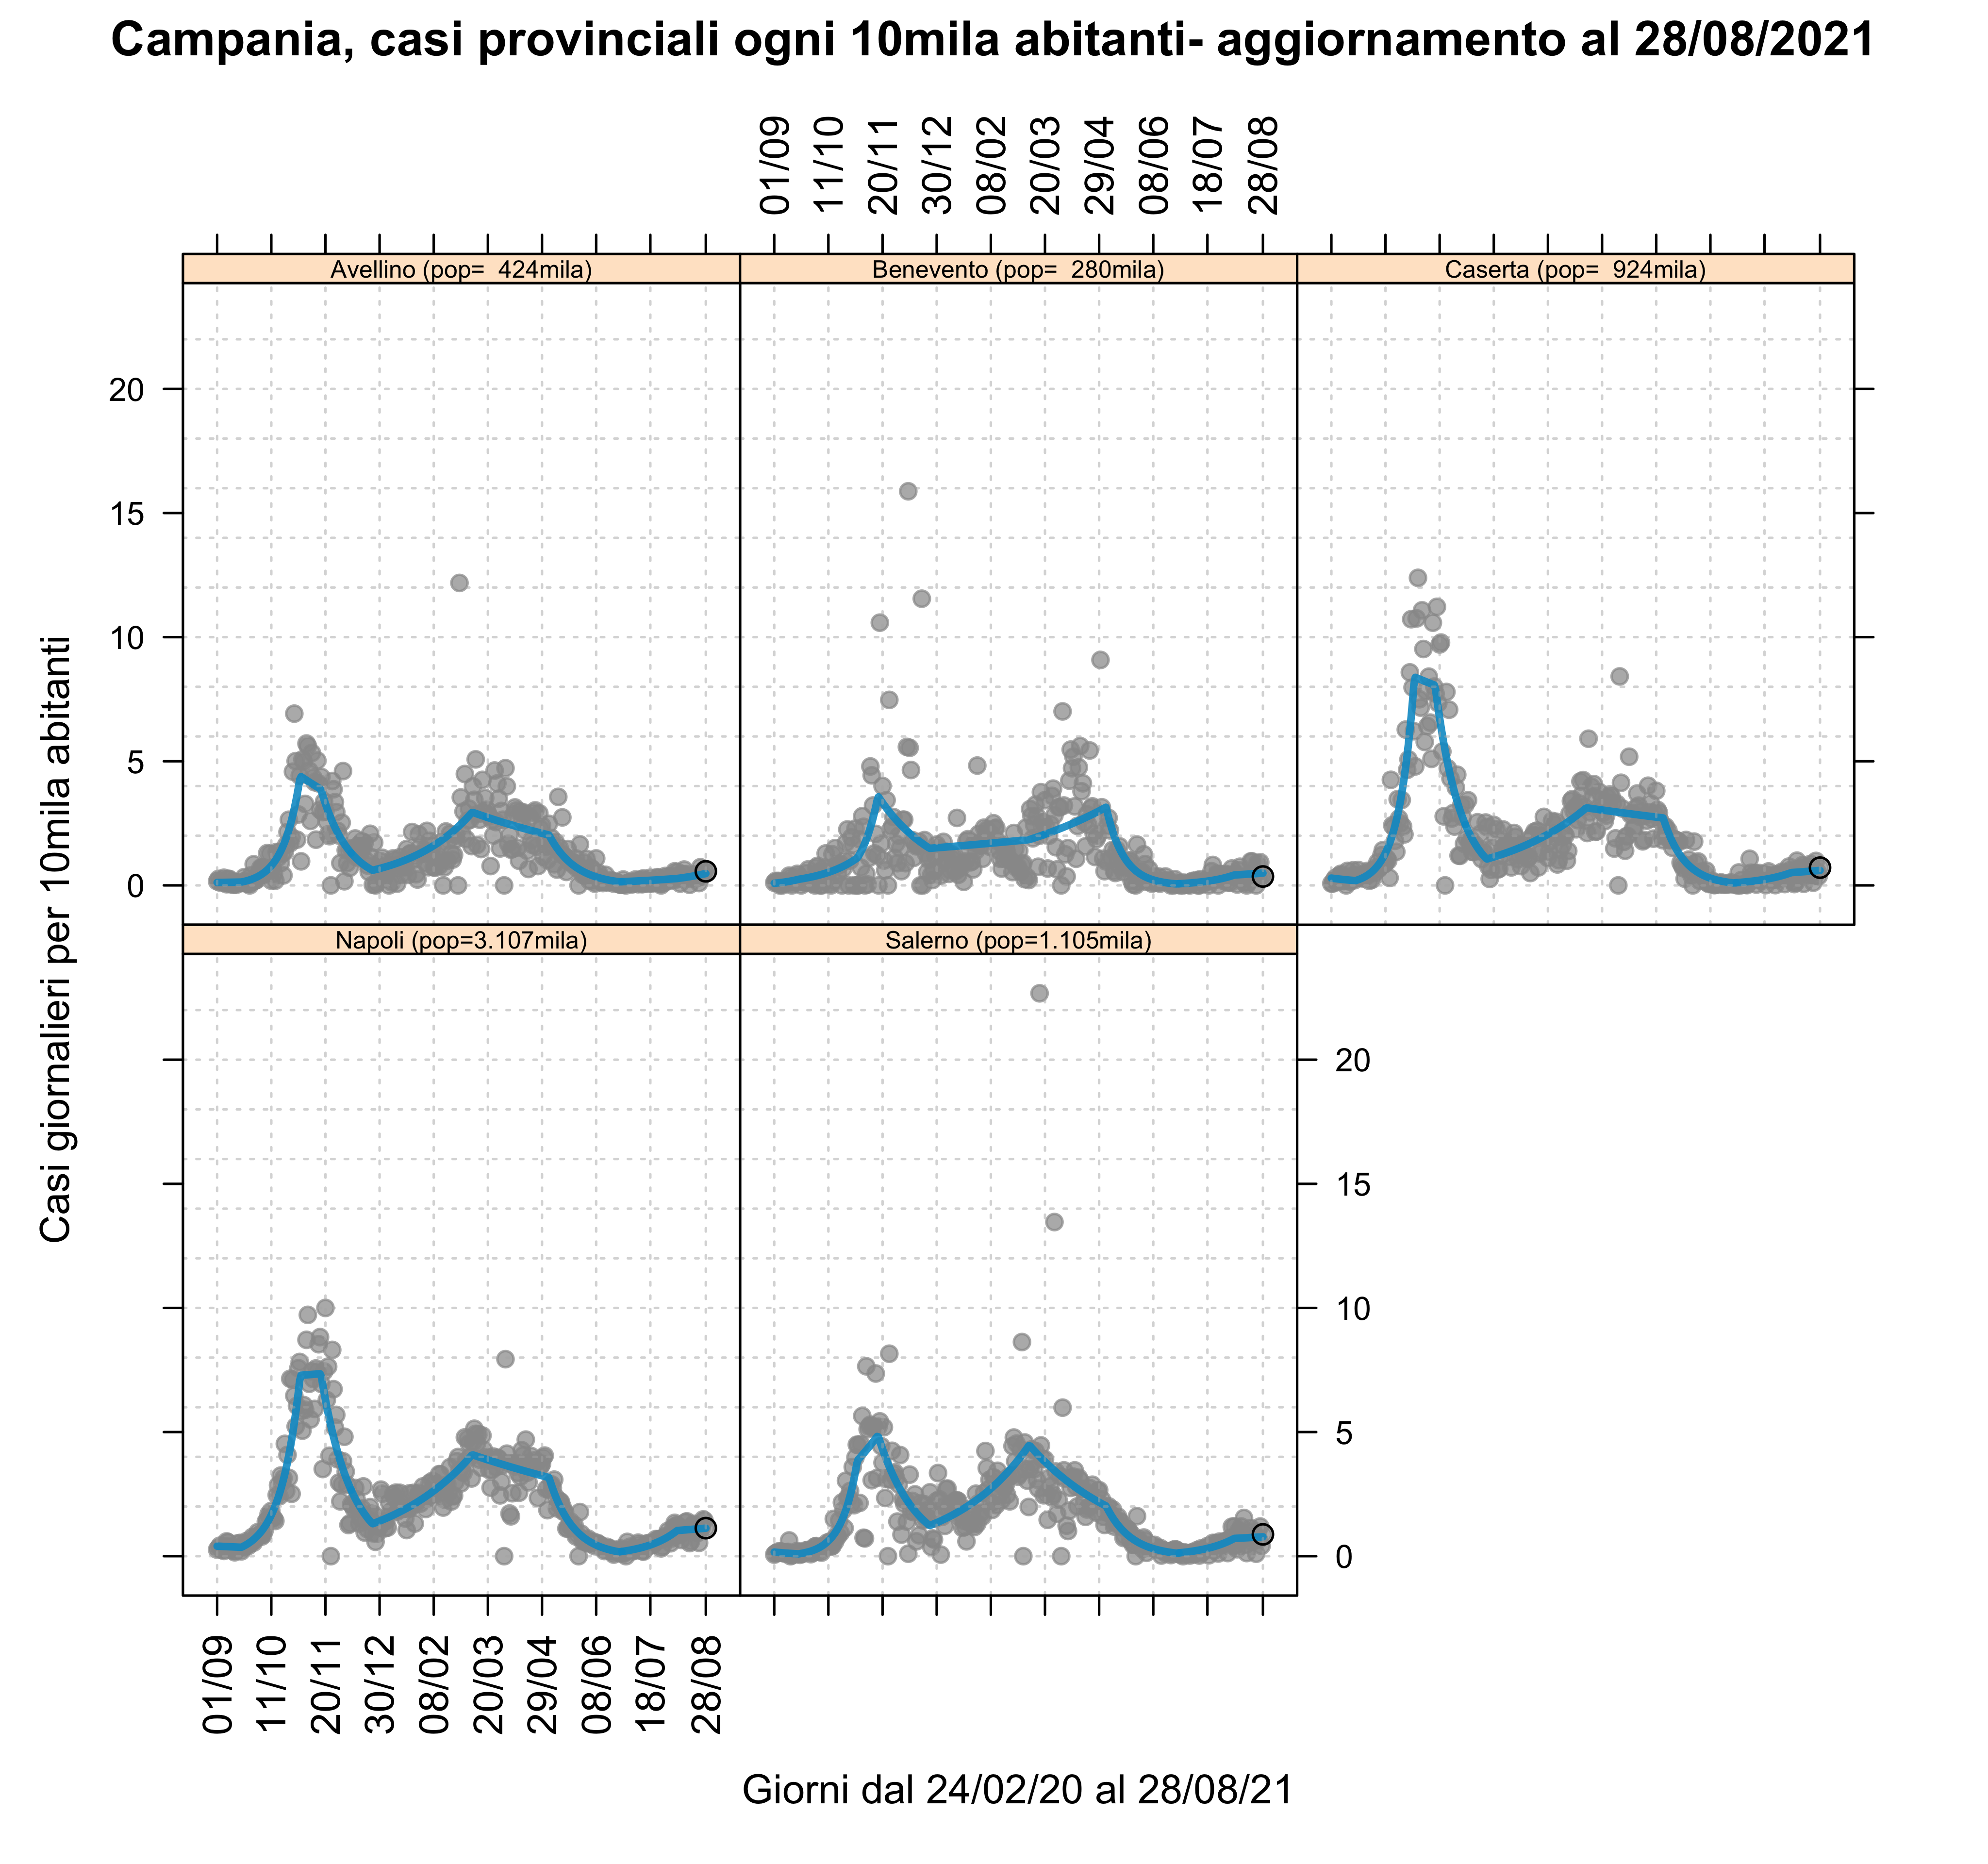 Campania, casi provinciali ogni 10mila abitanti- aggiornamento al 28/08/2021
01/09 11/10 20/11 30/12 08/02 20/03 29/04 08/06 18/07 28/08
Avellino (pop= 424mila)
Benevento (pop= 280mila)
Caserta (pop= 924mila)
20
15
10
5
0
Casi giornalieri per 10mila abitanti
Napoli (pop=3.107mila)
Salerno (pop=1.105mila)
20
15
10
5
0
01/09 11/10 20/11 30/12 08/02 20/03 29/04 08/06 18/07 28/08
Giorni dal 24/02/20 al 28/08/21